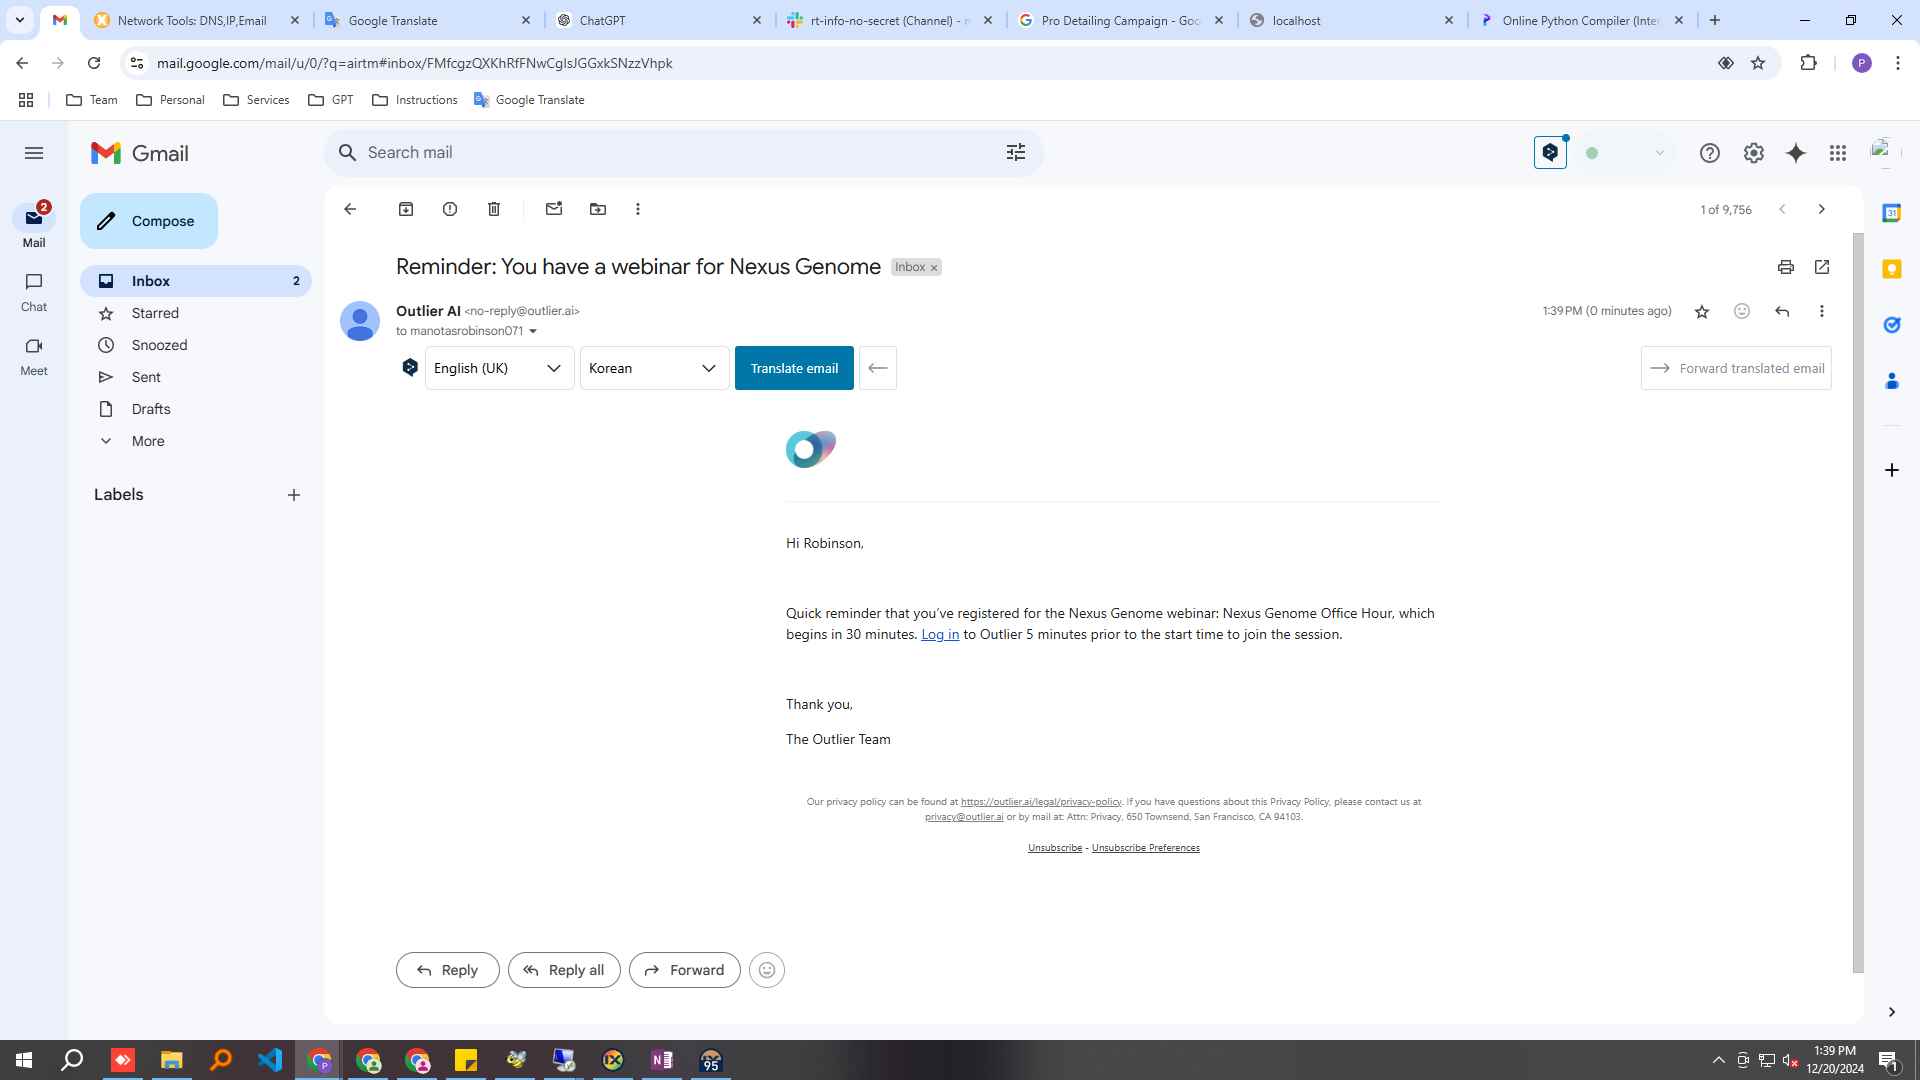 Network Tools: DNS,IP,Email
Google Translate
ChatGPT
rt-info-no-secret (Channel) -
Pro Detailing Campaign - Goo
localhost
Online Python Compiler (Inter
mail.google.com/mail/u/0/?q=airtm#inbox/FMfcgzQXKhRfFNwCglsJGGxkSNzzVhpk
P
Team
Personal
Services
GPT
Instructions
Google Translate
Gmail
Search mail
2
Mail
Chat
Meet
Compose
Inbox 2
Starred
Snoozed
Sent
Drafts
More
Labels
1 of 9,756
Reminder: You have a webinar for Nexus Genome
Inbox ×
Outlier AI <no-reply@outlier.ai>
1:39 PM (0 minutes ago)
to manotasrobinson071
English (UK)
Korean
Translate email
Forward translated email
Hi Robinson,
Quick reminder that you've registered for the Nexus Genome webinar: Nexus Genome Office Hour, which
begins in 30 minutes. Log in to Outlier 5 minutes prior to the start time to join the session.
Thank you,
The Outlier Team
Our privacy policy can be found at https://outlier.ai/legal/privacy-policy. If you have questions about this Privacy Policy, please contact us at
privacy@outlier.ai or by mail at: Attn: Privacy, 650 Townsend, San Francisco, CA 94103.
Unsubscribe - Unsubscribe Preferences
Reply
Reply all
Forward
31
P
N
95
1:39 PM
12/20/2024
1